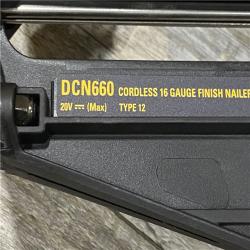 DCN660 CORDLESS 16 GAUGE FINISH NAILER
20V ⎓ (Max) TYPE 12